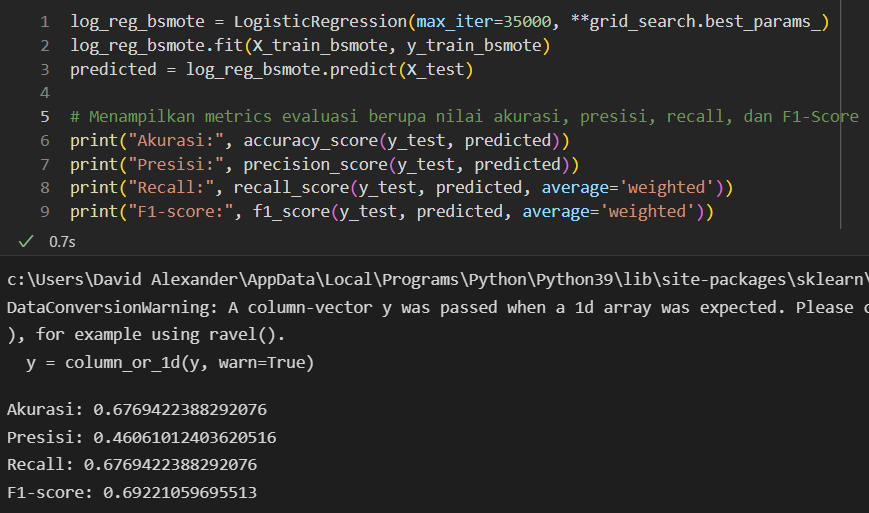 1 log_reg_bsmote = LogisticRegression(max_iter=35000, **grid_search.best_params_)
2 log_reg_bsmote.fit(X_train_bsmote, y_train_bsmote)
3 predicted = log_reg_bsmote.predict(X_test)
4
5 # Menampilkan metrics evaluasi berupa nilai akurasi, presisi, recall, dan F1-Score
6 print("Akurasi:", accuracy_score(y_test, predicted))
7 print("Presisi:", precision_score(y_test, predicted))
8 print("Recall:", recall_score(y_test, predicted, average='weighted'))
9 print("F1-score:", f1_score(y_test, predicted, average='weighted'))
✓ 0.7s
c:\Users\David Alexander\AppData\Local\Programs\Python\Python39\lib\site-packages\sklearn\
DataConversionWarning: A column-vector y was passed when a 1d array was expected. Please c
), for example using ravel().
y = column_or_1d(y, warn=True)
Akurasi: 0.6769422388292076
Presisi: 0.46061012403620516
Recall: 0.6769422388292076
F1-score: 0.69221059695513